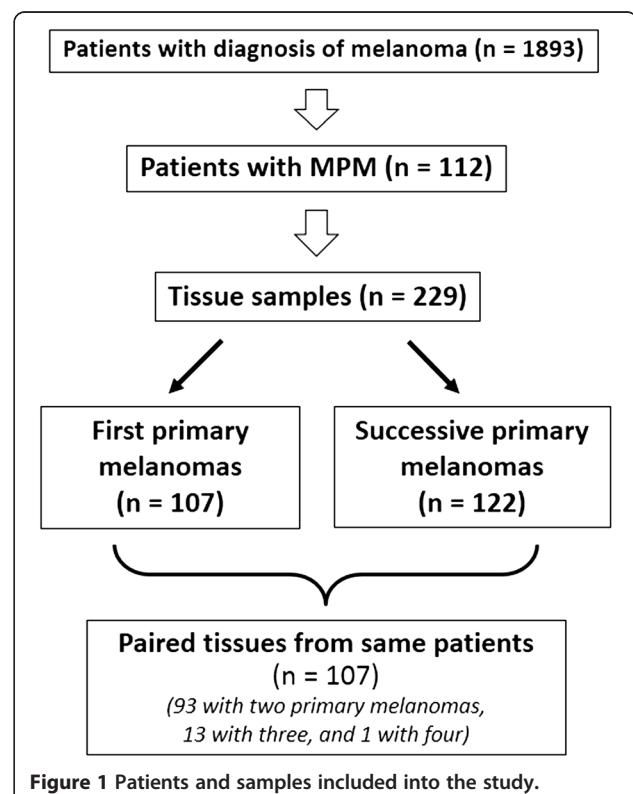 Patients with diagnosis of melanoma (n = 1893)
Patients with MPM (n = 112)
Tissue samples (n = 229)
First primary
melanomas
(n = 107)
Successive primary
melanomas
(n = 122)
Paired tissues from same patients
(n = 107)
(93 with two primary melanomas,
13 with three, and 1 with four)
Figure 1 Patients and samples included into the study.